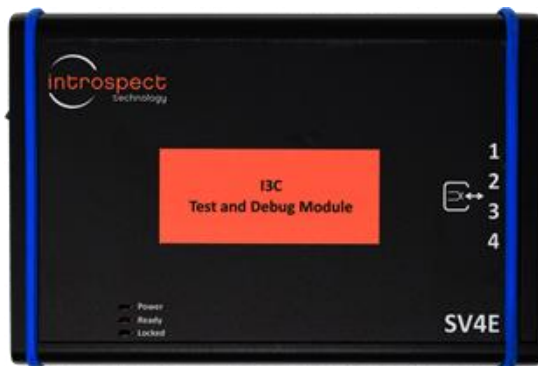 introspect
technology
I3C
Test and Debug Module
1
2
3
4
Power
Ready
Locked
SV4E